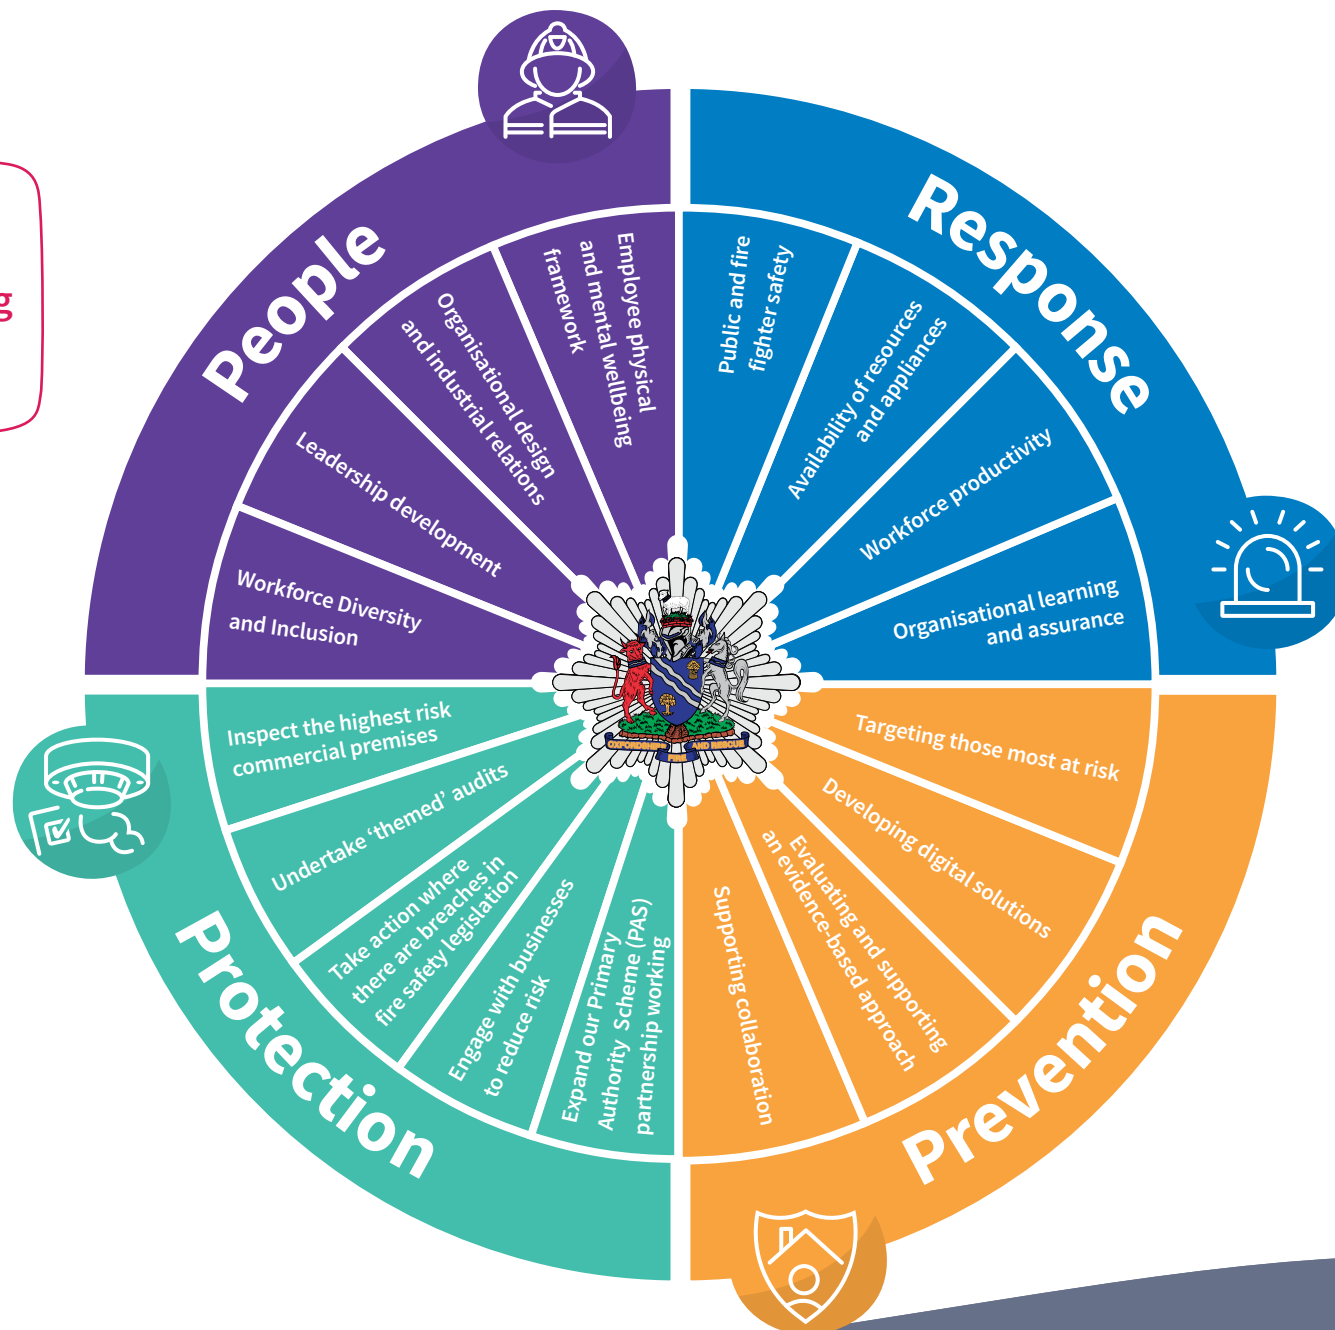 g
People
Employee physical
and mental wellbeing
framework
Organisational design
and industrial relations
Leadership development
Workforce Diversity
and Inclusion
Response
Public and fire
fighter safety
Availability of resources
and appliances
Workforce productivity
Organisational learning
and assurance
Prevention
Targeting those most at risk
Developing digital solutions
Evaluating and supporting
an evidence-based approach
Supporting collaboration
Protection
Inspect the highest risk
commercial premises
Undertake ‘themed’ audits
Take action where
there are breaches in
fire safety legislation
Engage with businesses
to reduce risk
Expand our Primary
Authority Scheme (PAS)
partnership working
OXFORDSHIRE
FIRE
AND RESCUE